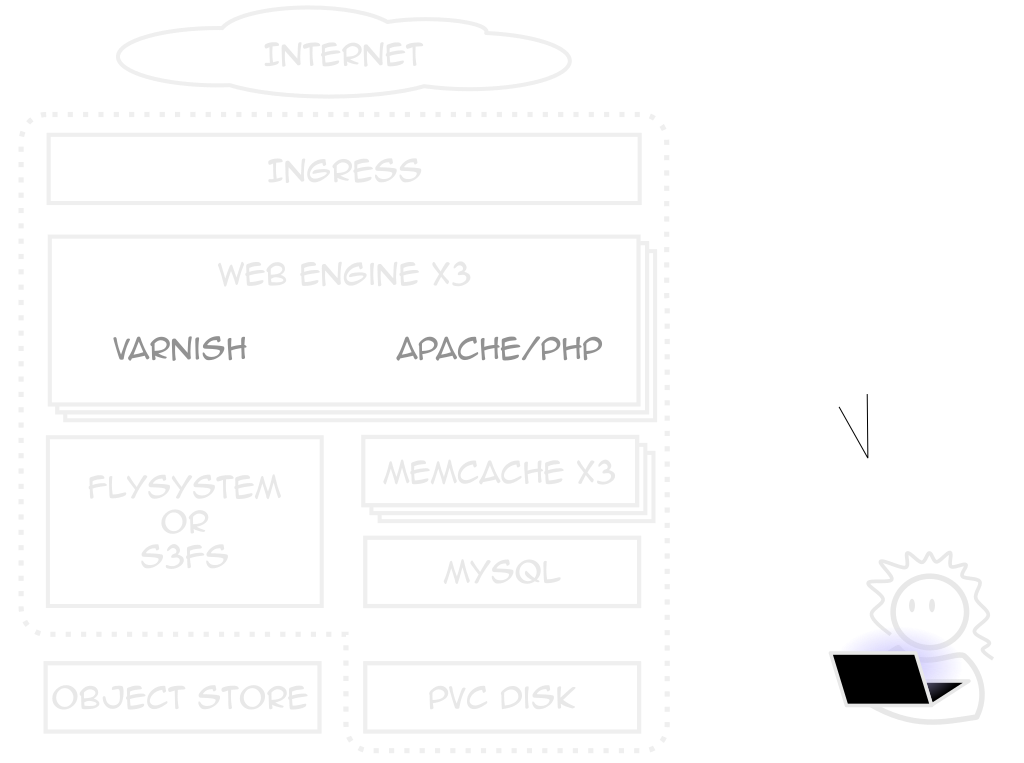 INTERNET
INGRESS
WEB ENGINE X3
VARNISH
APACHE/PHP
FLYSYSTEM
OR
S3FS
MEMCACHE X3
MYSQL
OBJECT STORE
PVC DISK